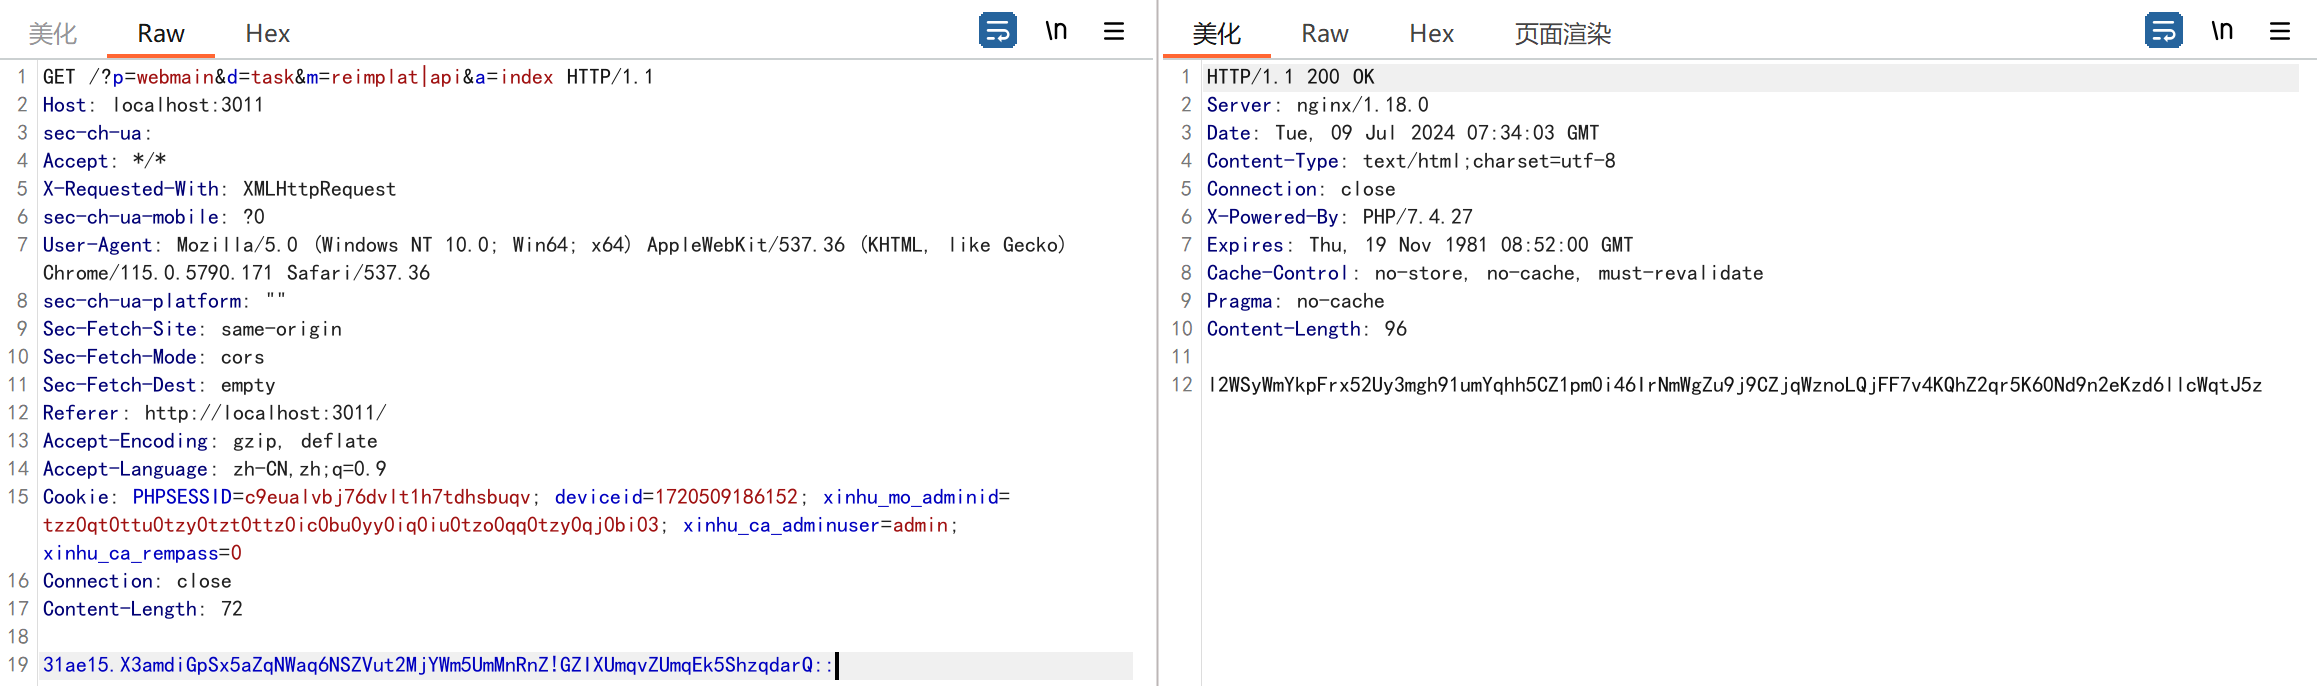 美化 Raw Hex \n
1 GET /?p=webmain&d=task&m=reimplat|api&a=index HTTP/1.1
2 Host: localhost:3011
3 sec-ch-ua:
4 Accept: */*
5 X-Requested-With: XMLHttpRequest
6 sec-ch-ua-mobile: ?0
7 User-Agent: Mozilla/5.0 (Windows NT 10.0; Win64; x64) AppleWebKit/537.36 (KHTML, like Gecko)
Chrome/115.0.5790.171 Safari/537.36
8 sec-ch-ua-platform: ""
9 Sec-Fetch-Site: same-origin
10 Sec-Fetch-Mode: cors
11 Sec-Fetch-Dest: empty
12 Referer: http://localhost:3011/
13 Accept-Encoding: gzip, deflate
14 Accept-Language: zh-CN,zh;q=0.9
15 Cookie: PHPSESSID=c9eualvbj76dvlt1h7tdhsbuqv; deviceid=1720509186152; xinhu_mo_adminid=
tzz0qt0ttu0tzy0tzt0ttz0ic0bu0yy0iq0iu0tzo0qq0tzy0qj0bi03; xinhu_ca_adminuser=admin;
xinhu_ca_rempass=0
16 Connection: close
17 Content-Length: 72
18
19 31ae15.X3amdiGpSx5aZqNWaq6NSZVut2MjYWm5UmMnRnZ!GZIXUmqvZUmqEk5ShzqdarQ::
美化 Raw Hex 页面渲染 \n
1 HTTP/1.1 200 OK
2 Server: nginx/1.18.0
3 Date: Tue, 09 Jul 2024 07:34:03 GMT
4 Content-Type: text/html;charset=utf-8
5 Connection: close
6 X-Powered-By: PHP/7.4.27
7 Expires: Thu, 19 Nov 1981 08:52:00 GMT
8 Cache-Control: no-store, no-cache, must-revalidate
9 Pragma: no-cache
10 Content-Length: 96
11
12 l2WSyWmYkpFrx52Uy3mgh91umYqhh5CZ1pm0i46IrNmWgZu9j9CZjqWznoLQjFF7v4KQhZ2qr5K60Nd9n2eKzd6IlcWqtJ5z